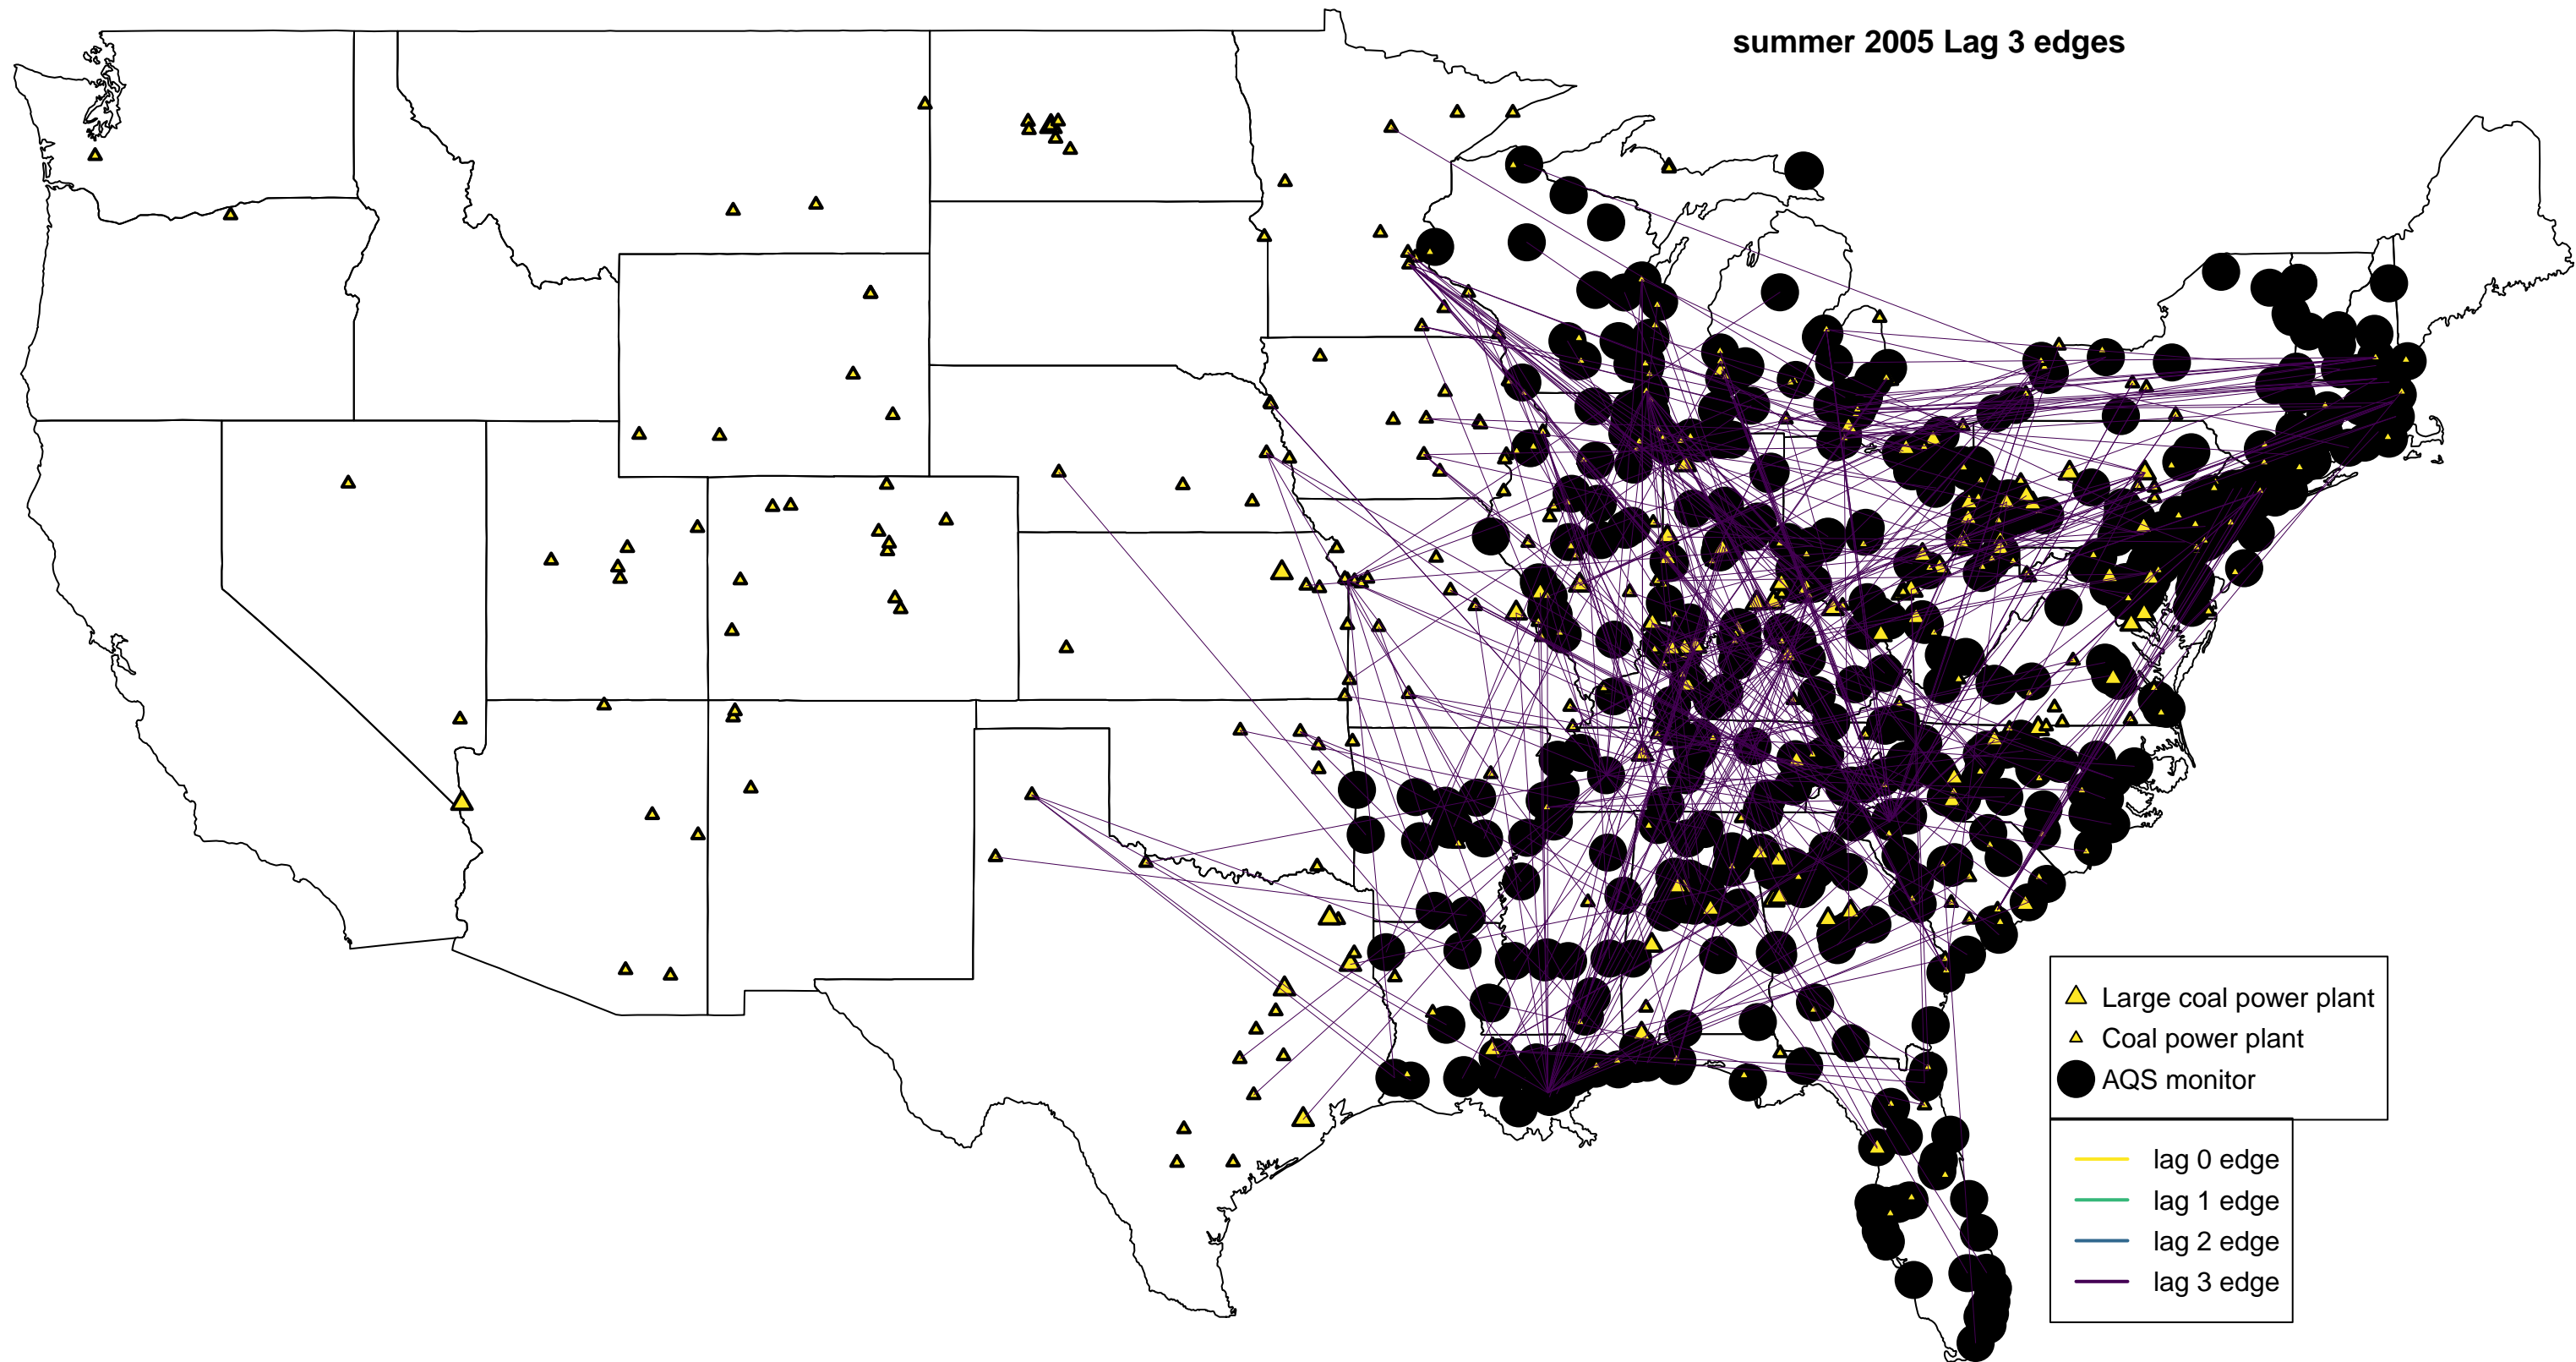 summer 2005 Lag 3 edges
Large coal power plant
Coal power plant
AQS monitor
lag 0 edge
lag 1 edge
lag 2 edge
lag 3 edge